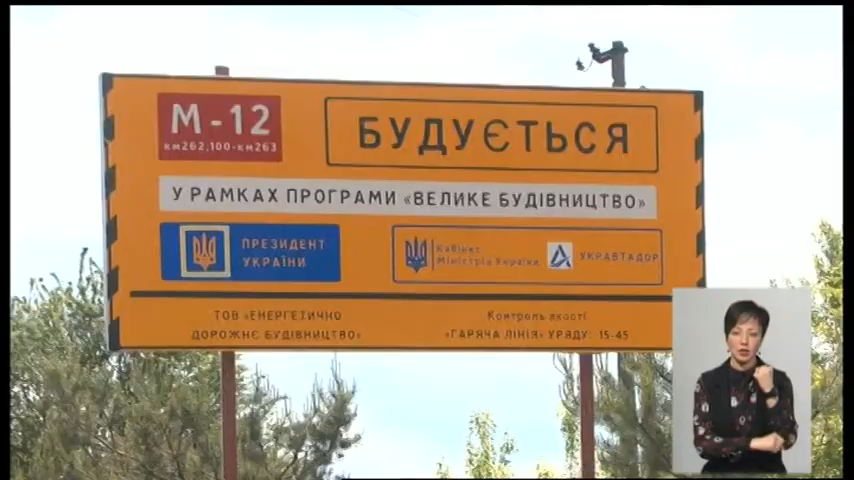 М-12
км262,100-км263
БУДУЄТЬСЯ
У РАМКАХ ПРОГРАМИ «ВЕЛИКЕ БУДІВНИЦТВО»
ПРЕЗИДЕНТ
УКРАЇНИ
Кабінет
Міністрів України
УКРАВТАДОР
ТОВ «ЕНЕРГЕТИЧНО
ДОРОЖНЄ БУДІВНИЦТВО»
Контроль якості
«ГАРЯЧА ЛІНІЯ» УРЯДУ: 15-45